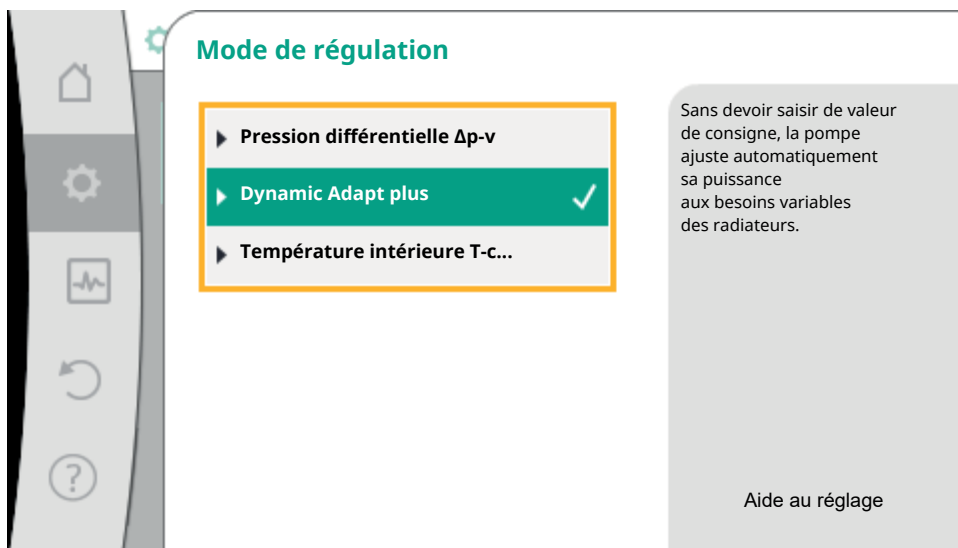 Mode de régulation
Pression différentielle Δp-v
Dynamic Adapt plus
Température intérieure T-c...
Sans devoir saisir de valeur
de consigne, la pompe
ajuste automatiquement
sa puissance
aux besoins variables
des radiateurs.
Aide au réglage
?